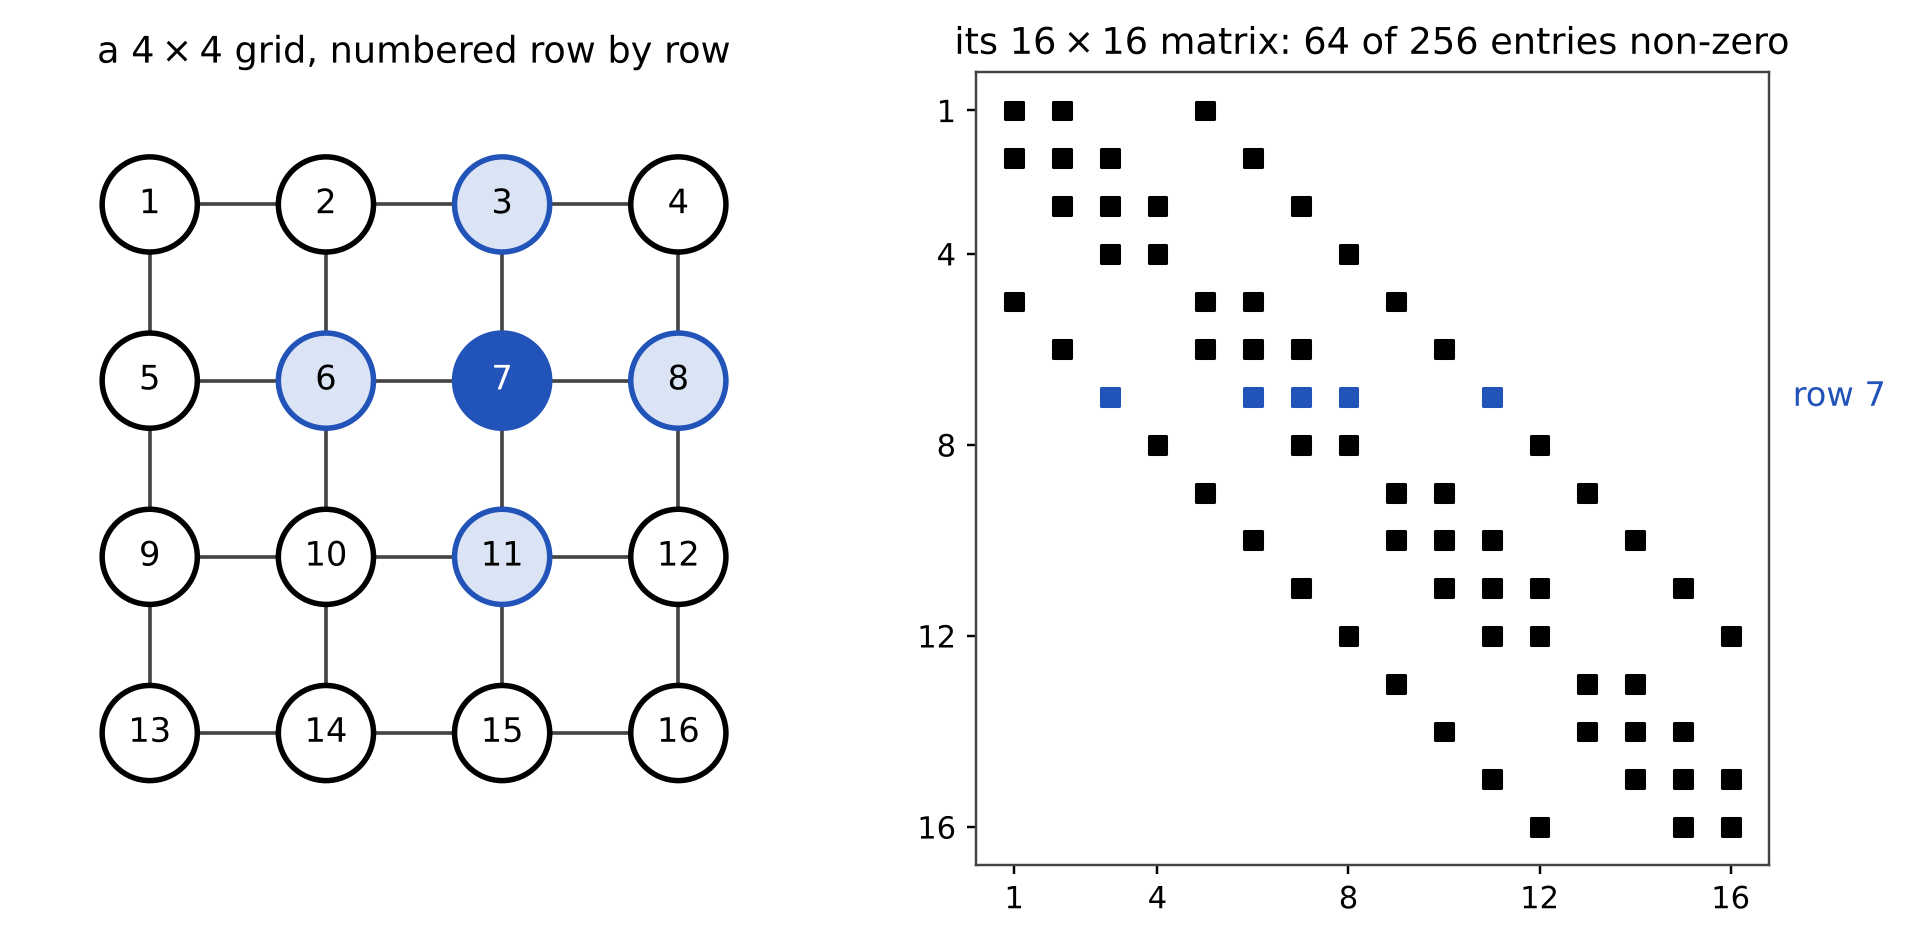 a 4 × 4 grid, numbered row by row
1 2 3 4
5 6 7 8
9 10 11 12
13 14 15 16
its 16 × 16 matrix: 64 of 256 entries non-zero
1
4
row 7
8
12
16
1 4 8 12 16